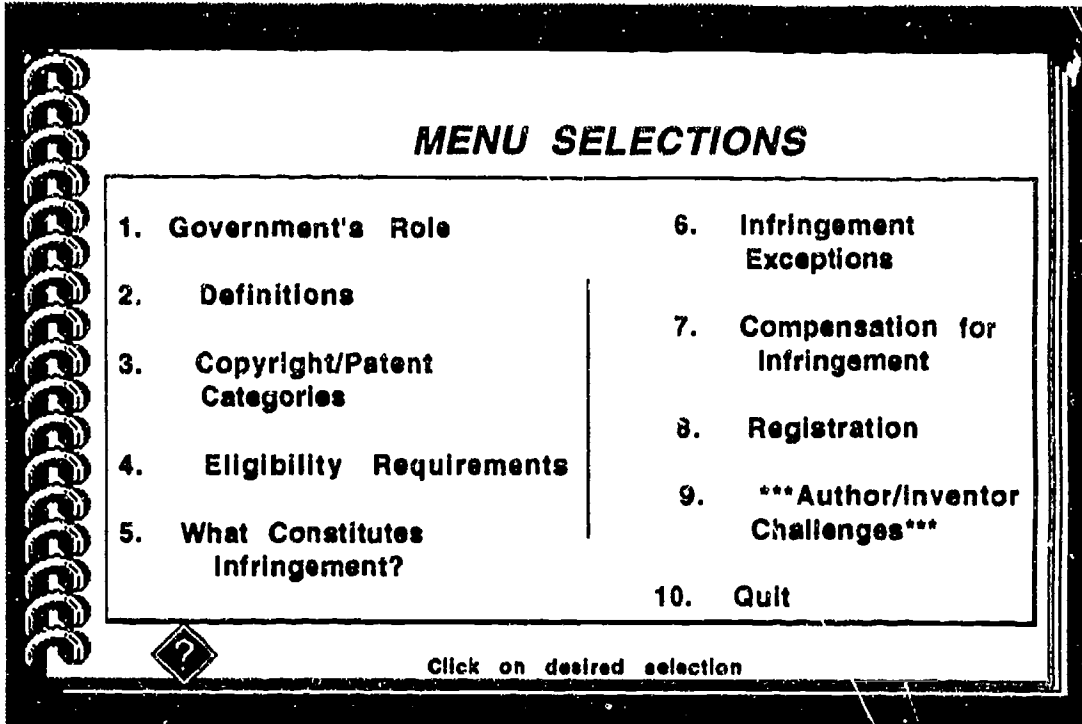 MENU SELECTIONS
1. Government's Role
2. Definitions
3. Copyright/Patent
Categories
4. Eligibility Requirements
5. What Constitutes
Infringement?
6. Infringement
Exceptions
7. Compensation for
Infringement
8. Registration
9. ***Author/Inventor
Challenges***
10. Quit
?
Click on desired selection